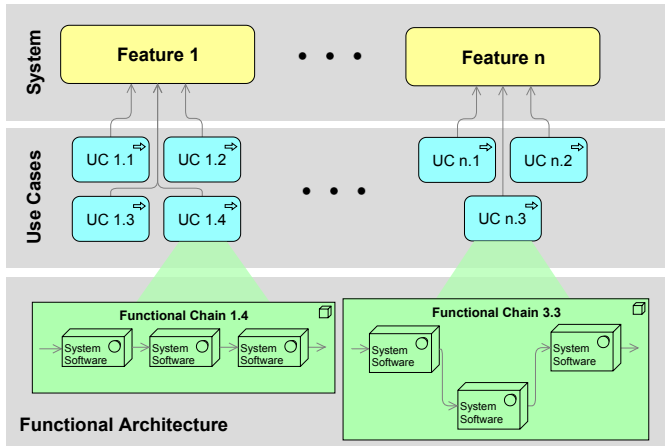 System
Feature 1
Feature n
Use Cases
UC 1.1
UC 1.2
UC n.1
UC n.2
UC 1.3
UC 1.4
UC n.3
Functional Chain 1.4
System
Software
System
Software
System
Software
Functional Chain 3.3
System
Software
System
Software
System
Software
Functional Architecture